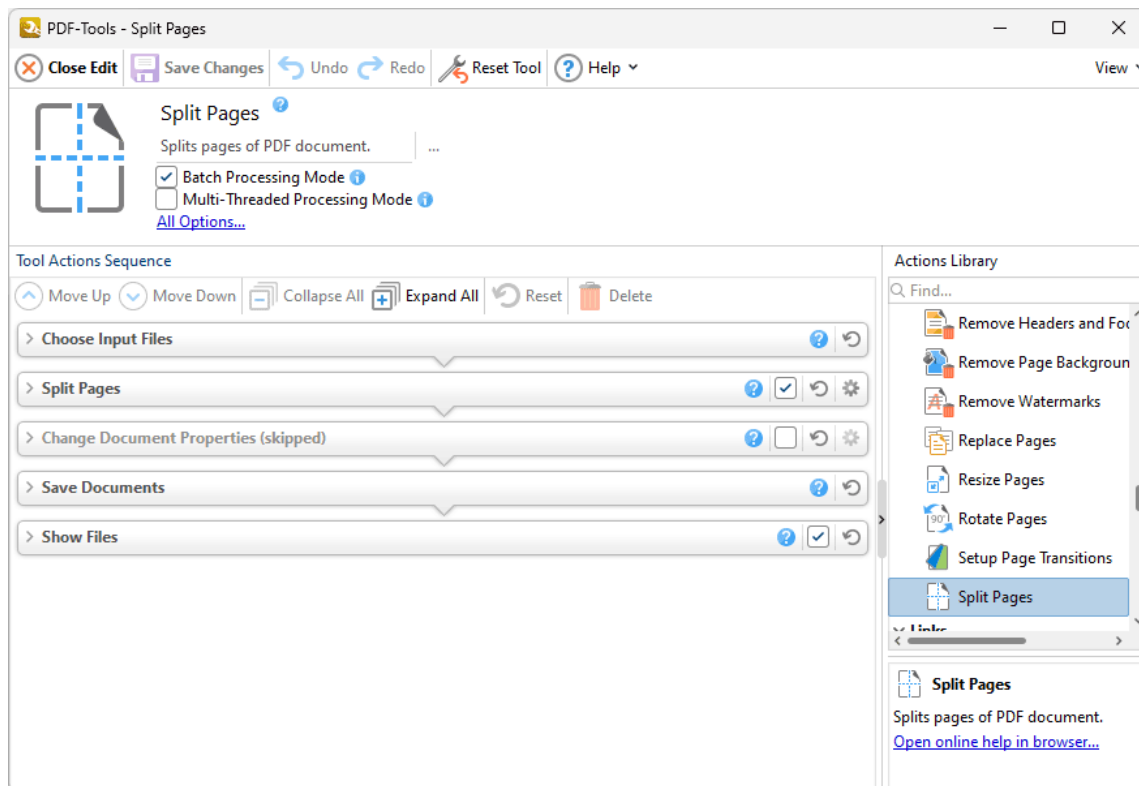 PDF-Tools - Split Pages
Close Edit Save Changes Undo Redo Reset Tool ? Help View
Split Pages ?
Splits pages of PDF document. ...
Batch Processing Mode i
Multi-Threaded Processing Mode i
All Options...
Tool Actions Sequence
Move Up Move Down Collapse All Expand All Reset Delete
Choose Input Files ?
Split Pages ?
Change Document Properties (skipped) ?
Save Documents ?
Show Files ?
Actions Library
Find...
Remove Headers and Foo
Remove Page Backgroun
Remove Watermarks
Replace Pages
Resize Pages
90° Rotate Pages
Setup Page Transitions
Split Pages
Links
Split Pages
Splits pages of PDF document.
Open online help in browser...